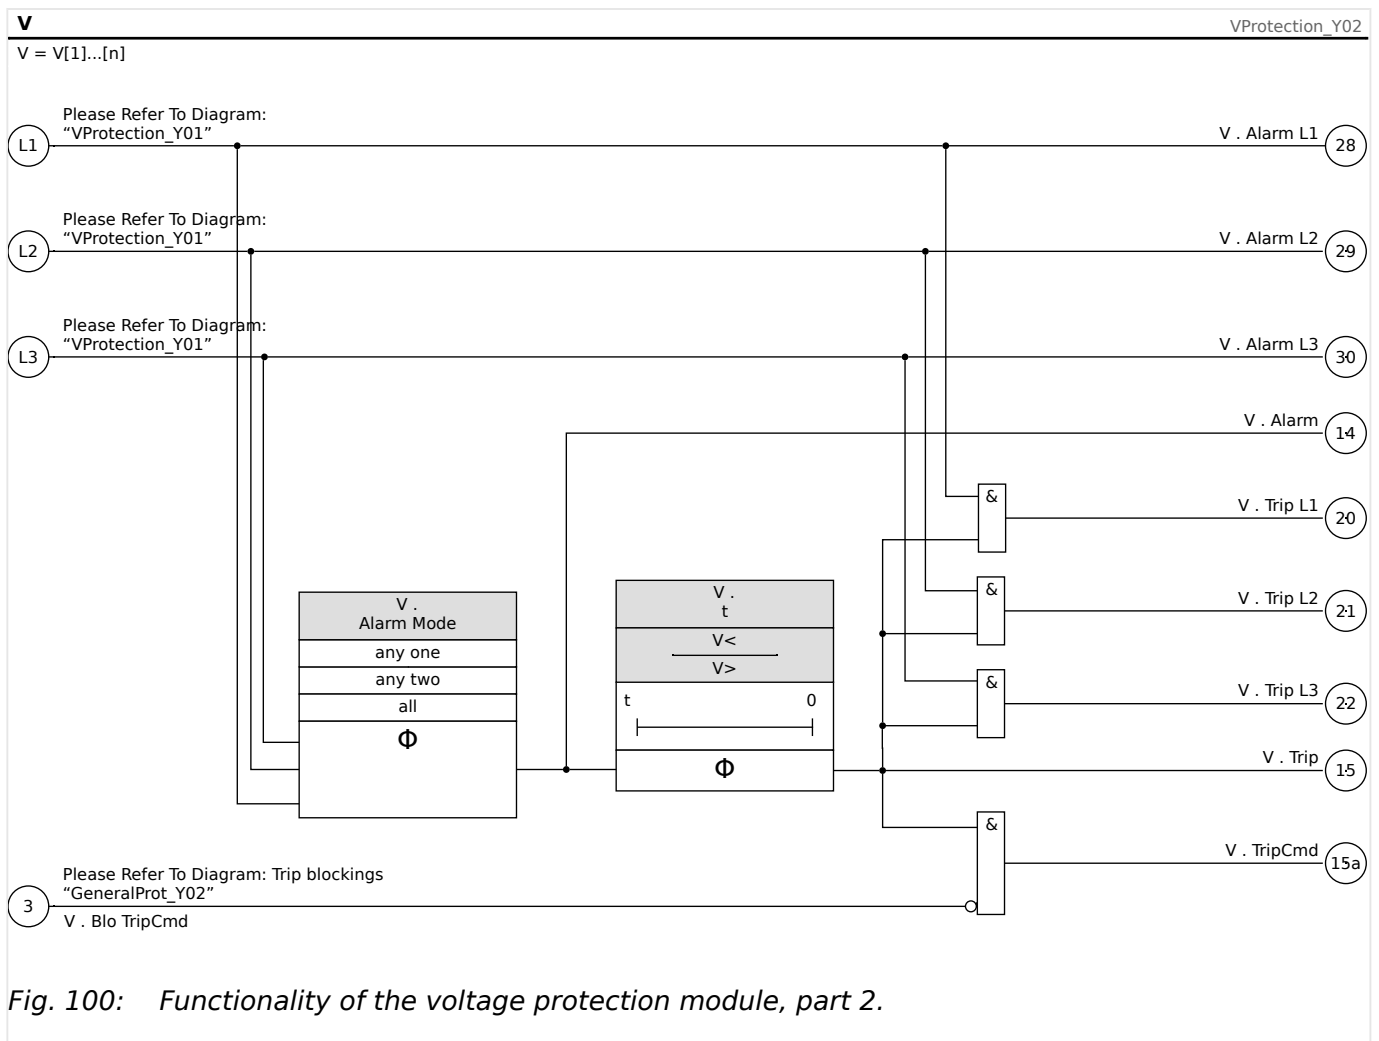 V
VProtection_Y02
V = V[1]...[n]
Please Refer To Diagram:
“VProtection_Y01”
L1
V . Alarm L1
28
Please Refer To Diagram:
“VProtection_Y01”
L2
V . Alarm L2
29
Please Refer To Diagram:
“VProtection_Y01”
L3
V . Alarm L3
30
V . Alarm
14
&
V . Trip L1
20
&
V . Trip L2
21
&
V . Trip L3
22
V .
Alarm Mode
any one
any two
all
Φ
V .
t
V<
V>
t
0
Φ
V . Trip
15
&
V . TripCmd
15a
Please Refer To Diagram: Trip blockings
“GeneralProt_Y02”
3
V . Blo TripCmd
Fig. 100: Functionality of the voltage protection module, part 2.